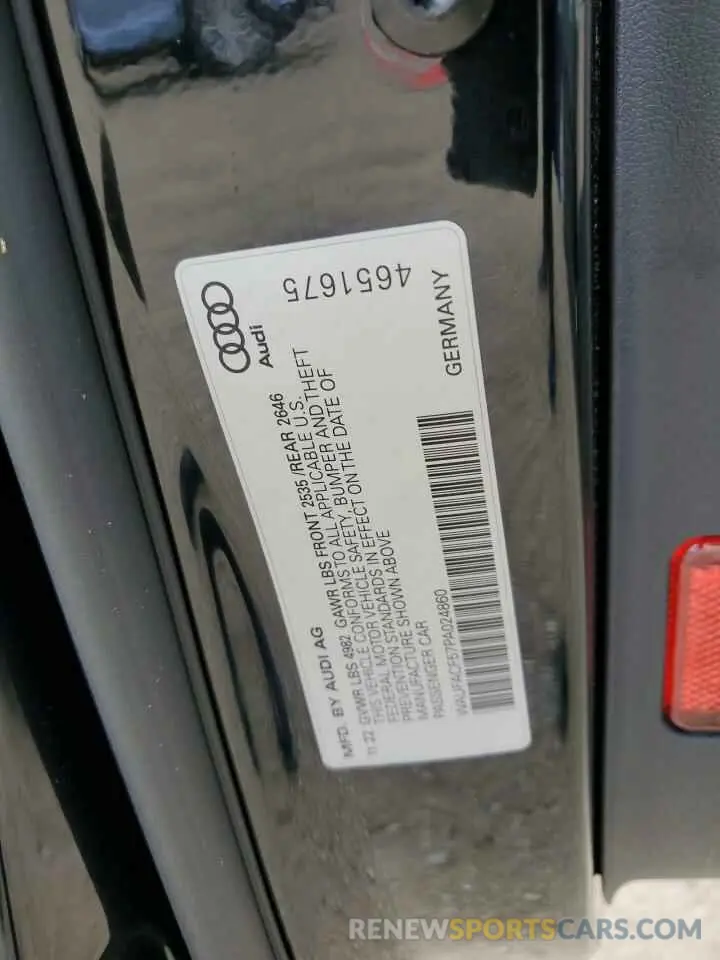 4651675
Audi
GERMANY
MFD. BY AUDI AG
11 22 GVWR LBS 4982 GAWR LBS FRONT 2535 /REAR 2646
THIS VEHICLE CONFORMS TO ALL APPLICABLE U.S.
FEDERAL MOTOR VEHICLE SAFETY, BUMPER AND THEFT
PREVENTION STANDARDS IN EFFECT ON THE DATE OF
MANUFACTURE SHOWN ABOVE
PASSENGER CAR
WAUFACF57PA024860
RENEWSPORTSCARS.COM